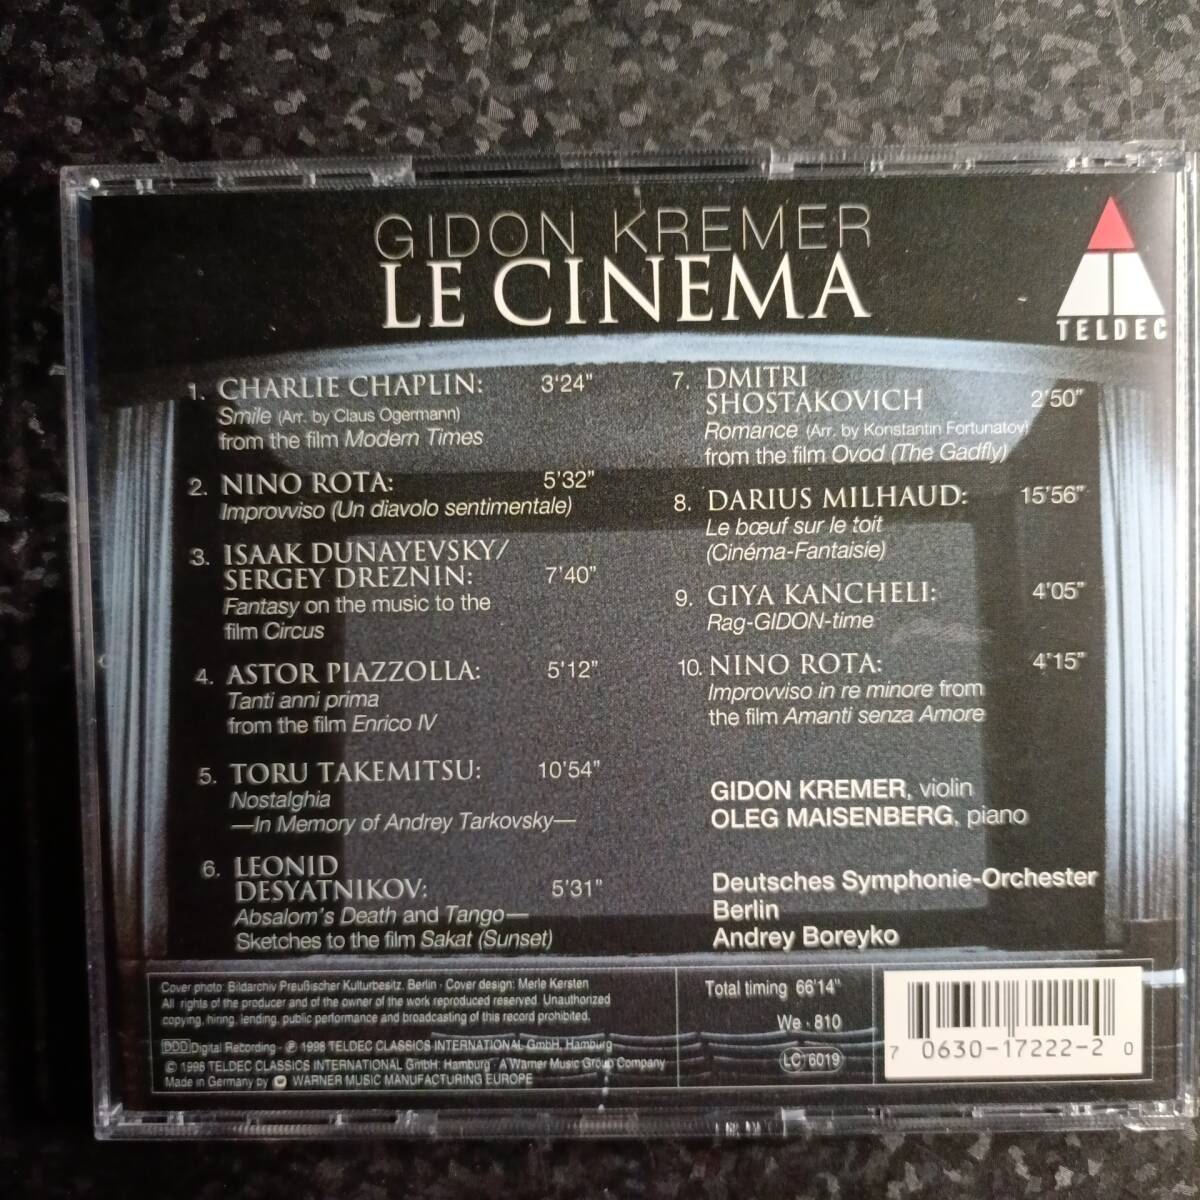 GIDON KREMER
LE CINEMA
TELDEC
1. CHARLIE CHAPLIN: 3'24"
Smile (Arr. by Claus Ogermann)
from the film Modern Times
2. NINO ROTA: 5'32"
Improvviso (Un diavolo sentimentale)
3. ISAAK DUNAYEVSKY/
SERGEY DREZNIN: 7'40"
Fantasy on the music to the
film Circus
4. ASTOR PIAZZOLLA: 5'12"
Tanti anni prima
from the film Enrico IV
5. TORU TAKEMITSU: 10'54"
Nostalghia
—In Memory of Andrey Tarkovsky—
6. LEONID
DESYATNIKOV: 5'31"
Absalom's Death and Tango—
Sketches to the film Sakat (Sunset)
7. DMITRI
SHOSTAKOVICH 2'50"
Romance (Arr. by Konstantin Fortunatov)
from the film Ovod (The Gadfly)
8. DARIUS MILHAUD: 15'56"
Le bœuf sur le toit
(Cinéma-Fantaisie)
9. GIYA KANCHELI: 4'05"
Rag-GIDON-time
10. NINO ROTA: 4'15"
Improvviso in re minore from
the film Amanti senza Amore
GIDON KREMER, violin
OLEG MAISENBERG, piano
Deutsches Symphonie-Orchester
Berlin
Andrey Boreyko
Cover photo: Bildarchiv Preußischer Kulturbesitz, Berlin · Cover design: Merle Kersten
All rights of the producer and of the owner of the work reproduced reserved. Unauthorized
copying, hiring, lending, public performance and broadcasting of this record prohibited.
DDD Digital Recording · ℗ 1998 TELDEC CLASSICS INTERNATIONAL GmbH, Hamburg
© 1998 TELDEC CLASSICS INTERNATIONAL GmbH, Hamburg · A Warner Music Group Company
Made in Germany by WARNER MUSIC MANUFACTURING EUROPE
Total timing 66'14"
We · 810
LC 6019
7 0630-17222-2 0